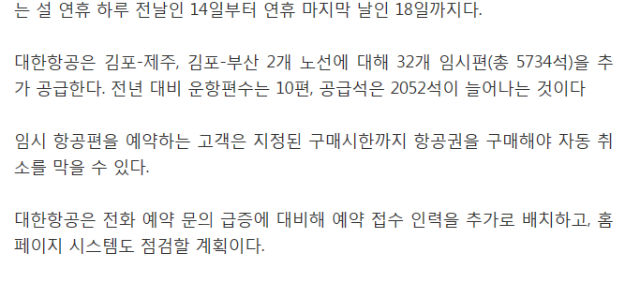 는 설 연휴 하루 전날인 14일부터 연휴 마지막 날인 18일까지다.
대한항공은 김포-제주, 김포-부산 2개 노선에 대해 32개 임시편(총 5734석)을 추
가 공급한다. 전년 대비 운항편수는 10편, 공급석은 2052석이 늘어나는 것이다
임시 항공편을 예약하는 고객은 지정된 구매시한까지 항공권을 구매해야 자동 취
소를 막을 수 있다.
대한항공은 전화 예약 문의 급증에 대비해 예약 접수 인력을 추가로 배치하고, 홈
페이지 시스템도 점검할 계획이다.